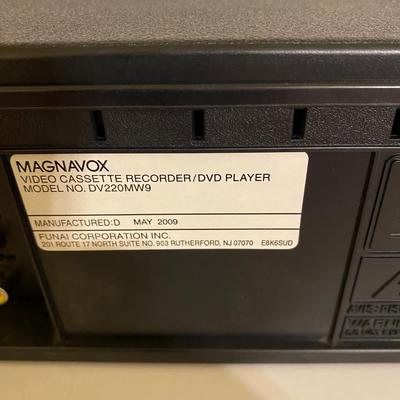 MAGNAVOX
VIDEO CASSETTE RECORDER/DVD PLAYER
MODEL NO. DV220MW9
MANUFACTURED:D MAY 2009
FUNAI CORPORATION INC.
201 ROUTE 17 NORTH SUITE NO. 903 RUTHERFORD, NJ 07070 E8K6SUD